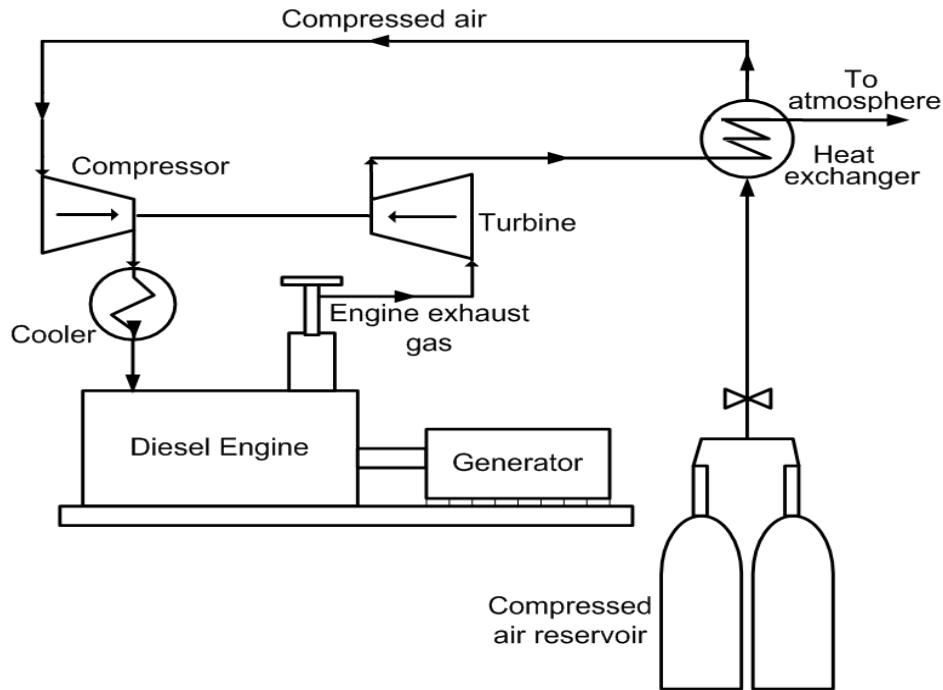 Compressed air
To
atmosphere
Heat
exchanger
Compressor
Turbine
Engine exhaust
gas
Cooler
Diesel Engine
Generator
Compressed
air reservoir